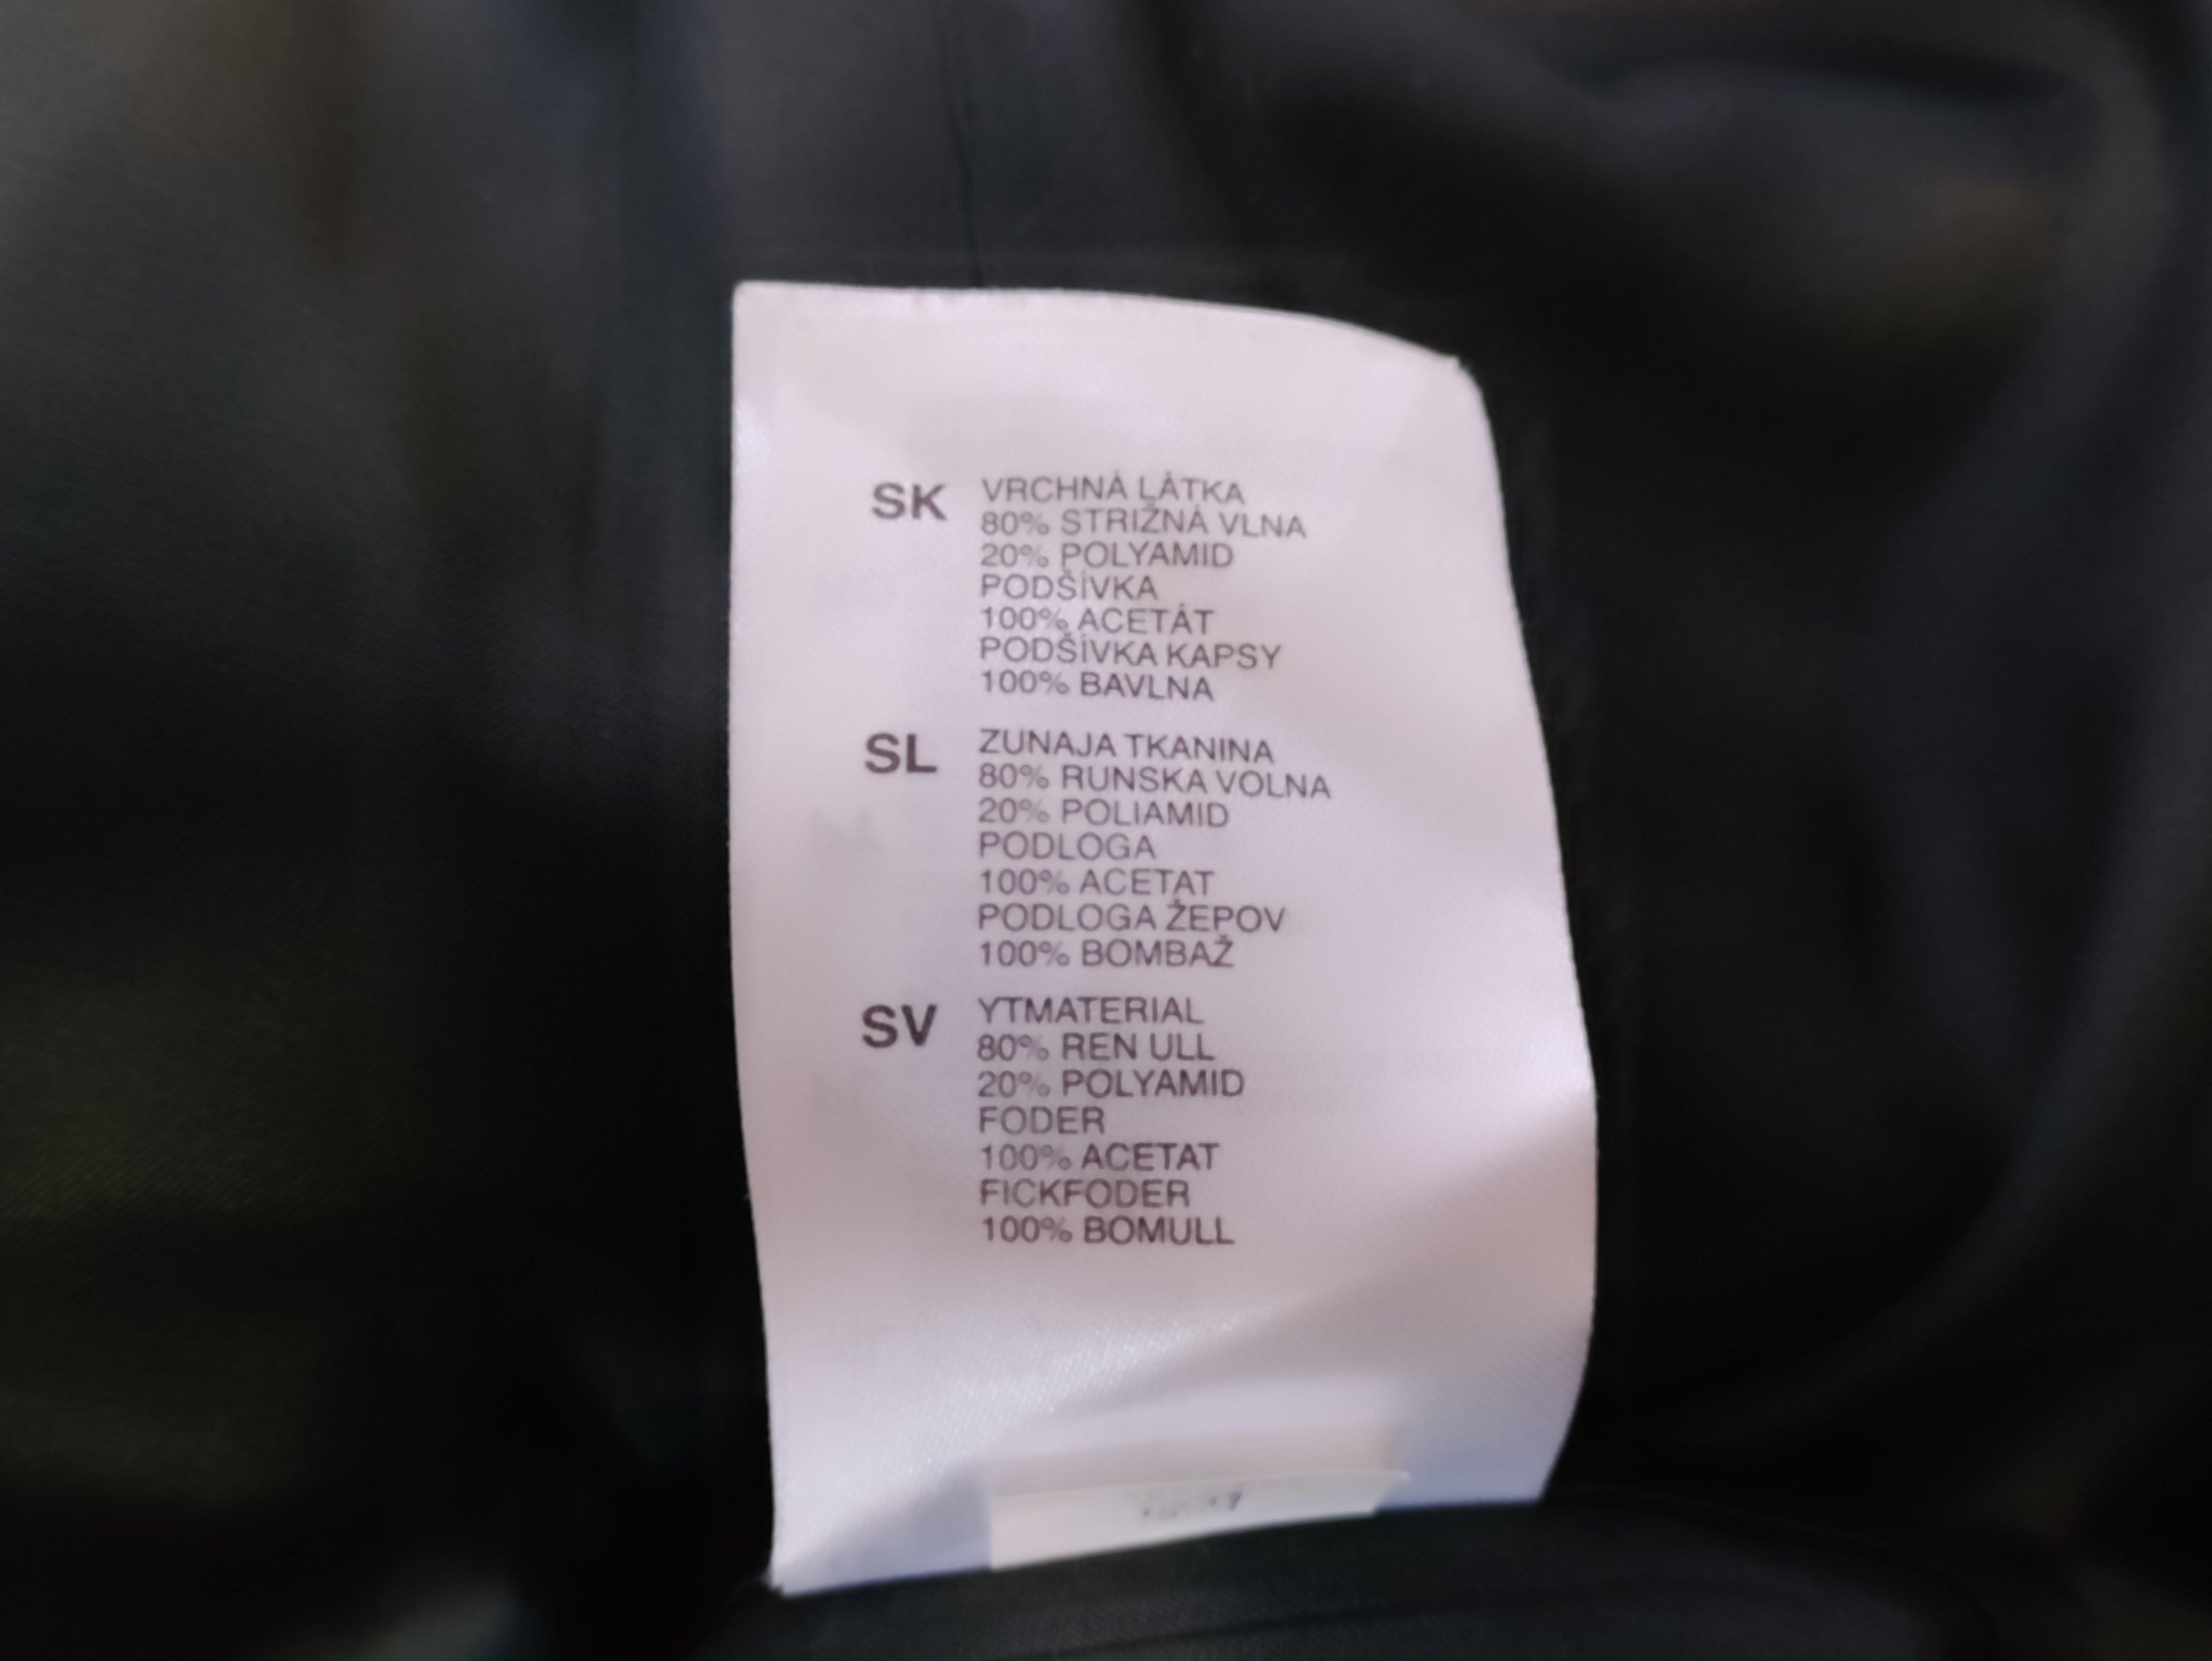 SK VRCHNÁ LÁTKA
80% STRIŽNÁ VLNA
20% POLYAMID
PODŠÍVKA
100% ACETÁT
PODŠÍVKA KAPSY
100% BAVLNA
SL ZUNAJA TKANINA
80% RUNSKA VOLNA
20% POLIAMID
PODLOGA
100% ACETAT
PODLOGA ŽEPOV
100% BOMBAŽ
SV YTMATERIAL
80% REN ULL
20% POLYAMID
FODER
100% ACETAT
FICKFODER
100% BOMULL